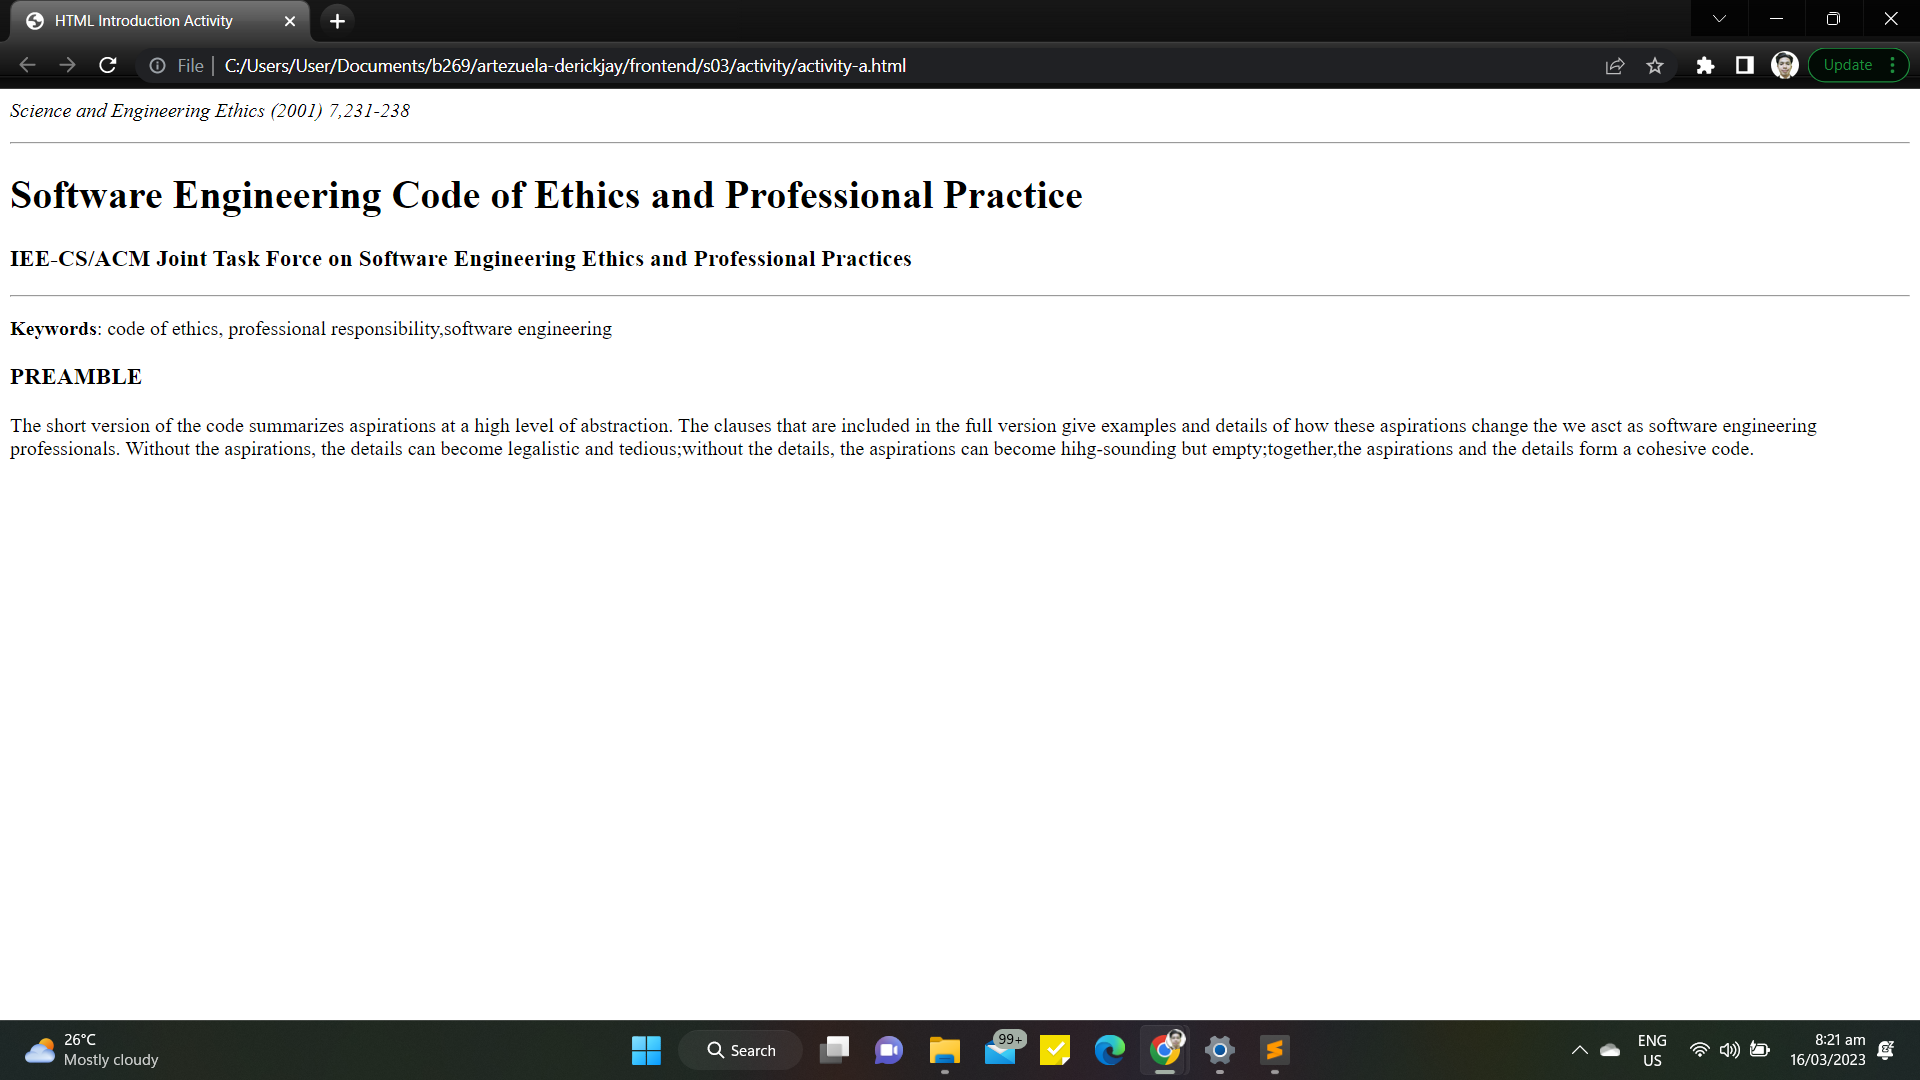 HTML Introduction Activity
File | C:/Users/User/Documents/b269/artezuela-derickjay/frontend/s03/activity/activity-a.html
Update
Science and Engineering Ethics (2001) 7,231-238
Software Engineering Code of Ethics and Professional Practice
IEE-CS/ACM Joint Task Force on Software Engineering Ethics and Professional Practices
Keywords: code of ethics, professional responsibility,software engineering
PREAMBLE
The short version of the code summarizes aspirations at a high level of abstraction. The clauses that are included in the full version give examples and details of how these aspirations change the we asct as software engineering
professionals. Without the aspirations, the details can become legalistic and tedious;without the details, the aspirations can become hihg-sounding but empty;together,the aspirations and the details form a cohesive code.
26°C
Mostly cloudy
Search
99+
ENG
US
8:21 am
16/03/2023